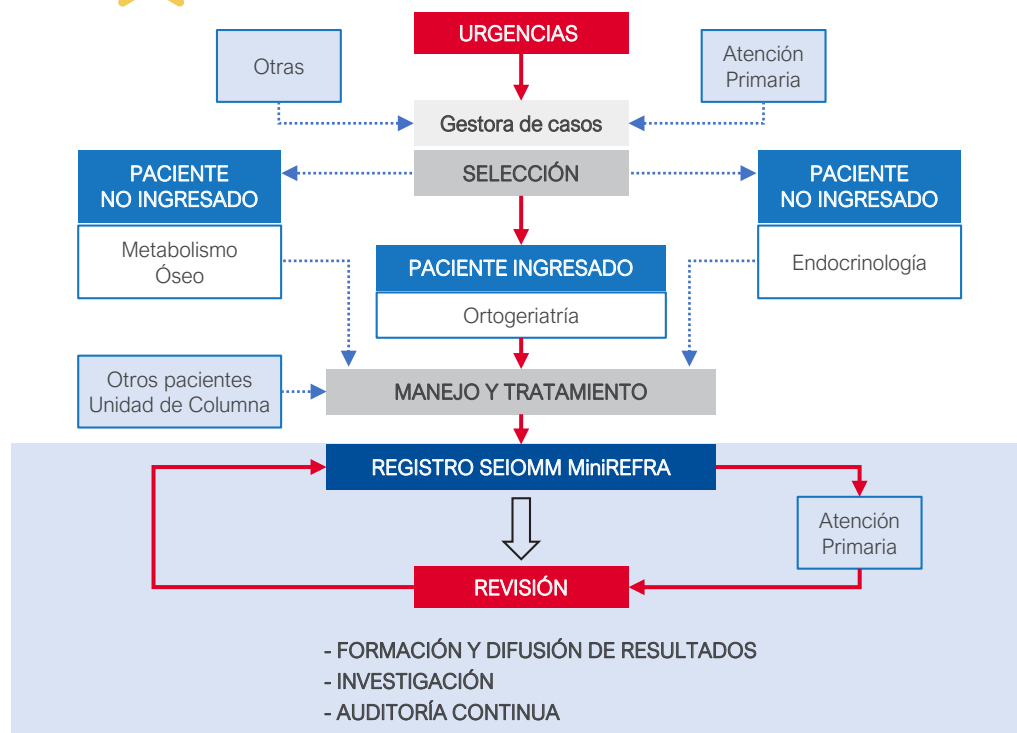 URGENCIAS
Otras
Atención
Primaria
Gestora de casos
PACIENTE
NO INGRESADO
SELECCIÓN
PACIENTE
NO INGRESADO
Metabolismo
Óseo
PACIENTE INGRESADO
Endocrinología
Ortogeriatría
Otros pacientes
Unidad de Columna
MANEJO Y TRATAMIENTO
REGISTRO SEIOMM MiniREFRA
Atención
Primaria
REVISIÓN
- FORMACIÓN Y DIFUSIÓN DE RESULTADOS
- INVESTIGACIÓN
- AUDITORÍA CONTINUA